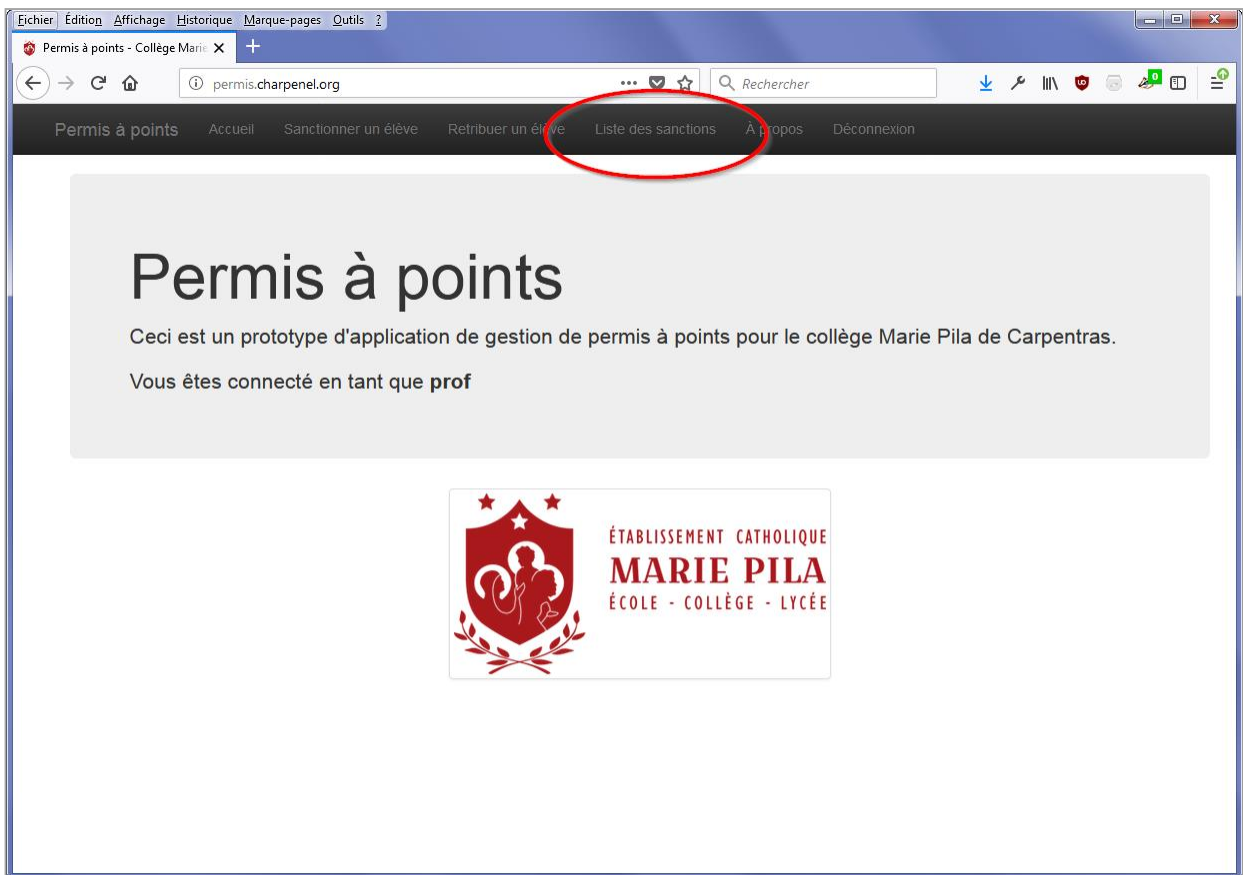 Fichier Édition Affichage Historique Marque-pages Outils ?
Permis à points - Collège Marie
permis.charpenel.org
Rechercher
0
Permis à points Accueil Sanctionner un élève Retribuer un élève Liste des sanctions À propos Déconnexion
Permis à points
Ceci est un prototype d'application de gestion de permis à points pour le collège Marie Pila de Carpentras.
Vous êtes connecté en tant que prof
ÉTABLISSEMENT CATHOLIQUE
MARIE PILA
ÉCOLE - COLLÈGE - LYCÉE